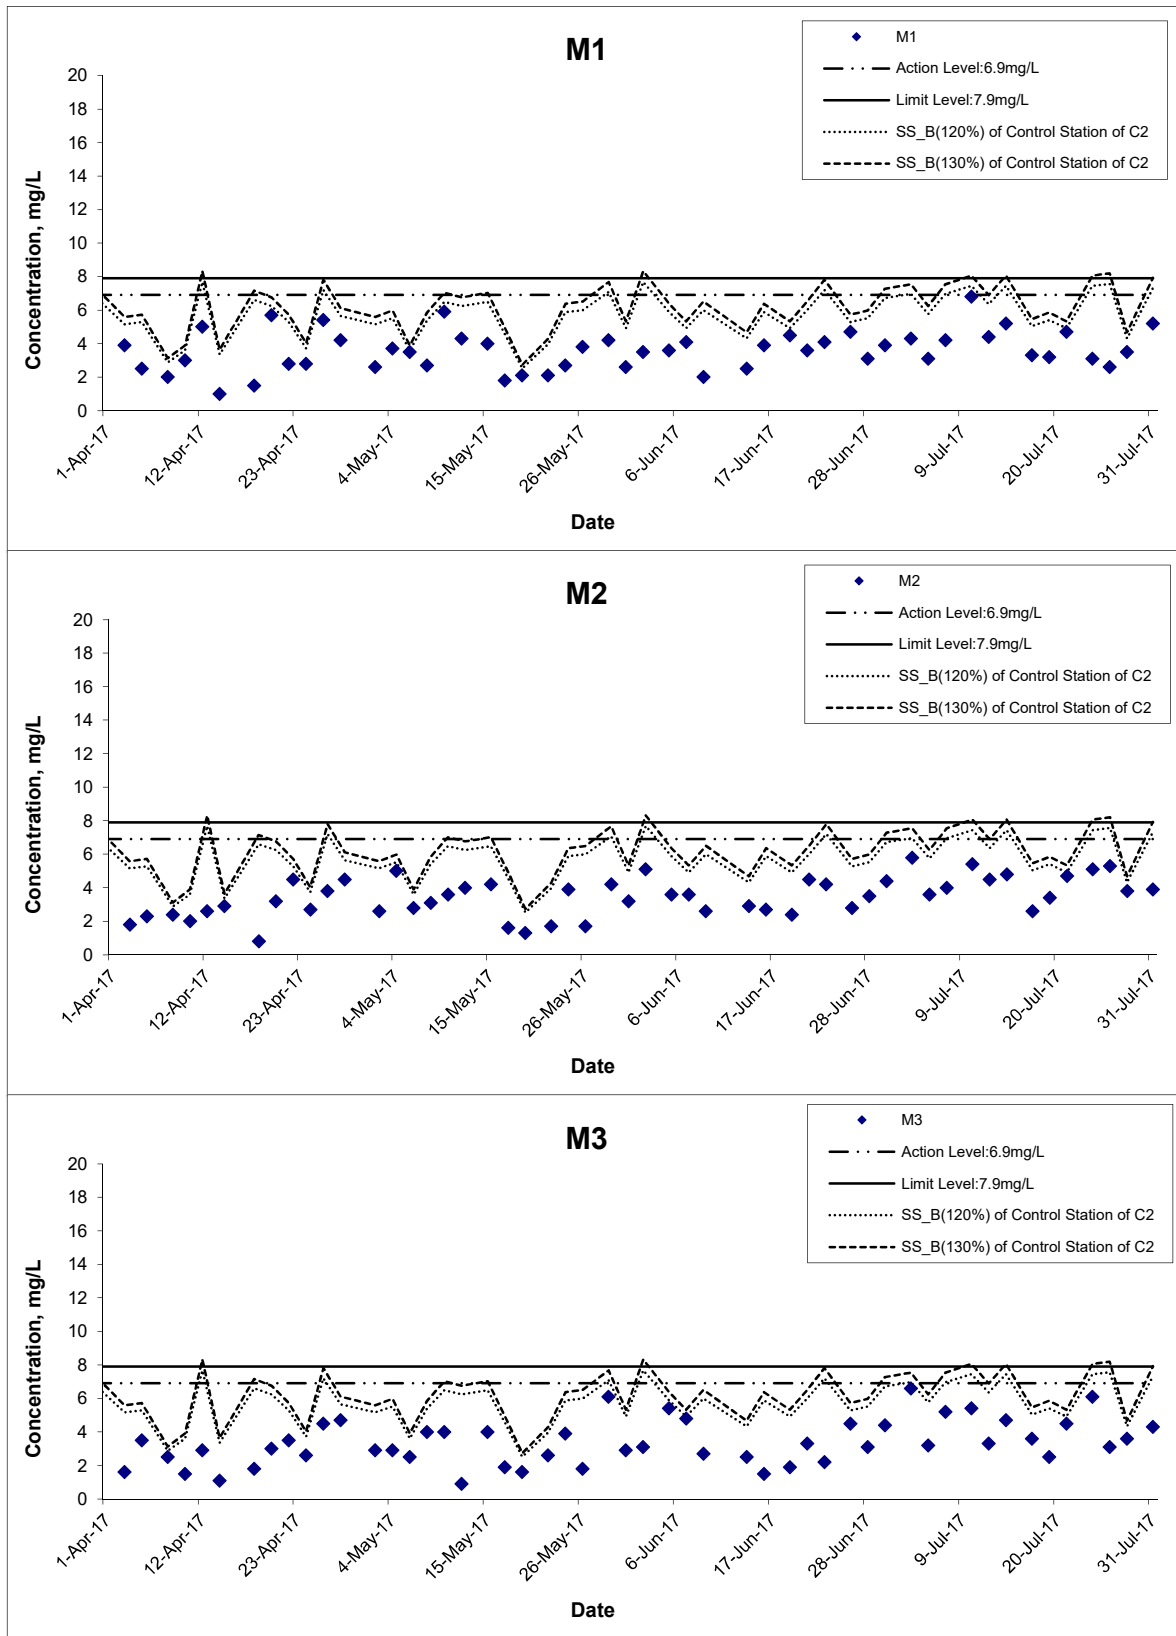 M1
M1
Action Level:6.9mg/L
Limit Level:7.9mg/L
SS_B(120%) of Control Station of C2
SS_B(130%) of Control Station of C2
Concentration, mg/L
20
18
16
14
12
10
8
6
4
2
0
1-Apr-17
12-Apr-17
23-Apr-17
4-May-17
15-May-17
26-May-17
6-Jun-17
17-Jun-17
28-Jun-17
9-Jul-17
20-Jul-17
31-Jul-17
Date
M2
M2
Action Level:6.9mg/L
Limit Level:7.9mg/L
SS_B(120%) of Control Station of C2
SS_B(130%) of Control Station of C2
Concentration, mg/L
20
18
16
14
12
10
8
6
4
2
0
1-Apr-17
12-Apr-17
23-Apr-17
4-May-17
15-May-17
26-May-17
6-Jun-17
17-Jun-17
28-Jun-17
9-Jul-17
20-Jul-17
31-Jul-17
Date
M3
M3
Action Level:6.9mg/L
Limit Level:7.9mg/L
SS_B(120%) of Control Station of C2
SS_B(130%) of Control Station of C2
Concentration, mg/L
20
18
16
14
12
10
8
6
4
2
0
1-Apr-17
12-Apr-17
23-Apr-17
4-May-17
15-May-17
26-May-17
6-Jun-17
17-Jun-17
28-Jun-17
9-Jul-17
20-Jul-17
31-Jul-17
Date